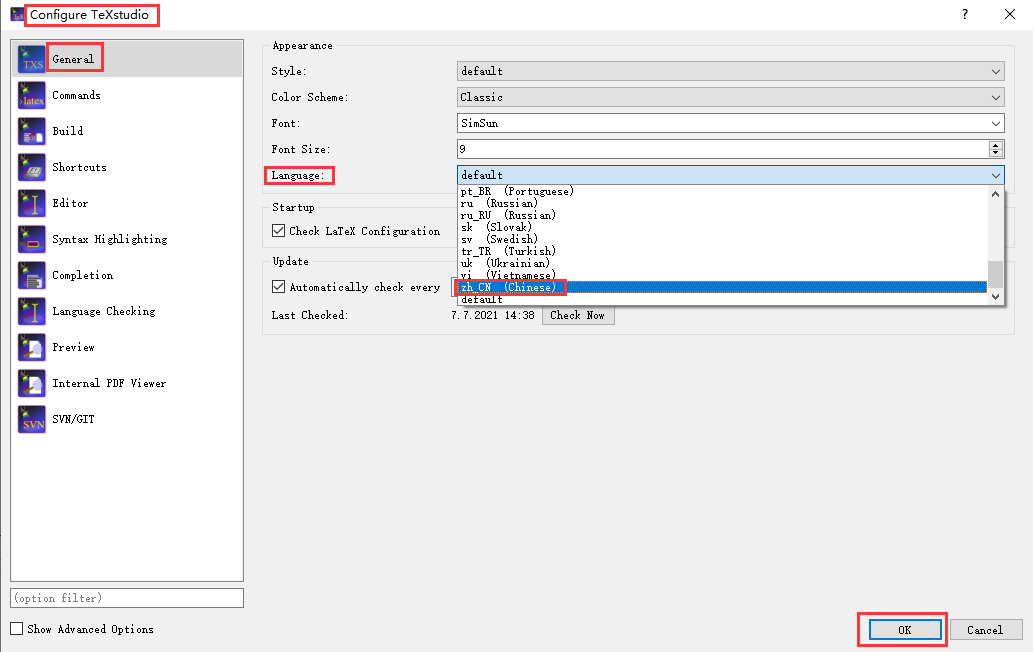 Configure TeXstudio
?
TXS General
latex Commands
Build
Shortcuts
Editor
Syntax Highlighting
Completion
Language Checking
Preview
Internal PDF Viewer
SVN SVN/GIT
(option filter)
Show Advanced Options
Appearance
Style: default
Color Scheme: Classic
Font: SimSun
Font Size: 9
Language: default
pt_BR (Portuguese)
ru (Russian)
ru_RU (Russian)
sk (Slovak)
sv (Swedish)
tr_TR (Turkish)
uk (Ukrainian)
vi (Vietnamese)
zh_CN (Chinese)
default
Startup
Check LaTeX Configuration
Update
Automatically check every
Last Checked: 7.7.2021 14:38 Check Now
OK Cancel